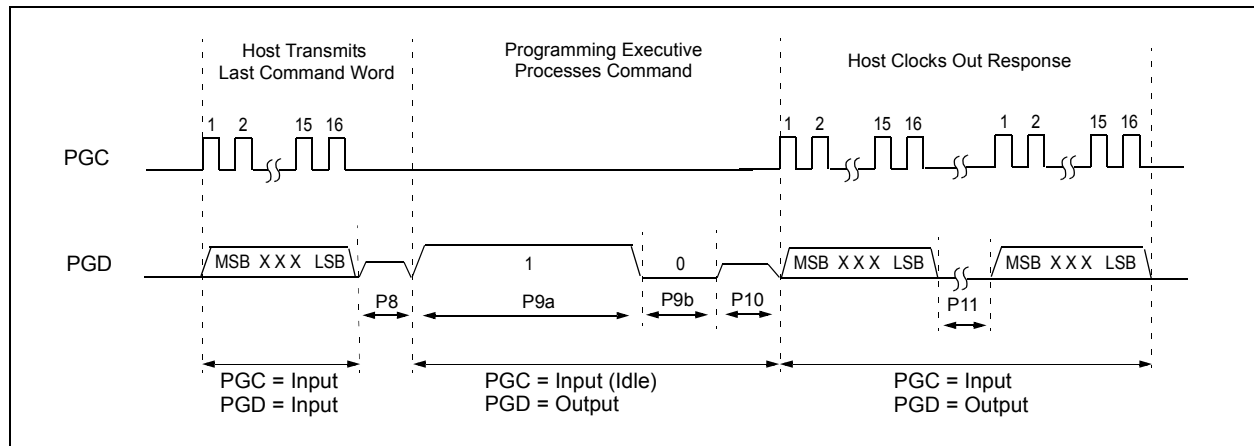 Host Transmits
Last Command Word
Programming Executive
Processes Command
Host Clocks Out Response
1 2 15 16 1 2 15 16 1 2 15 16
PGC
PGD
MSB X X X LSB 1 0 MSB X X X LSB MSB X X X LSB
P8 P9a P9b P10 P11
PGC = Input
PGD = Input
PGC = Input (Idle)
PGD = Output
PGC = Input
PGD = Output